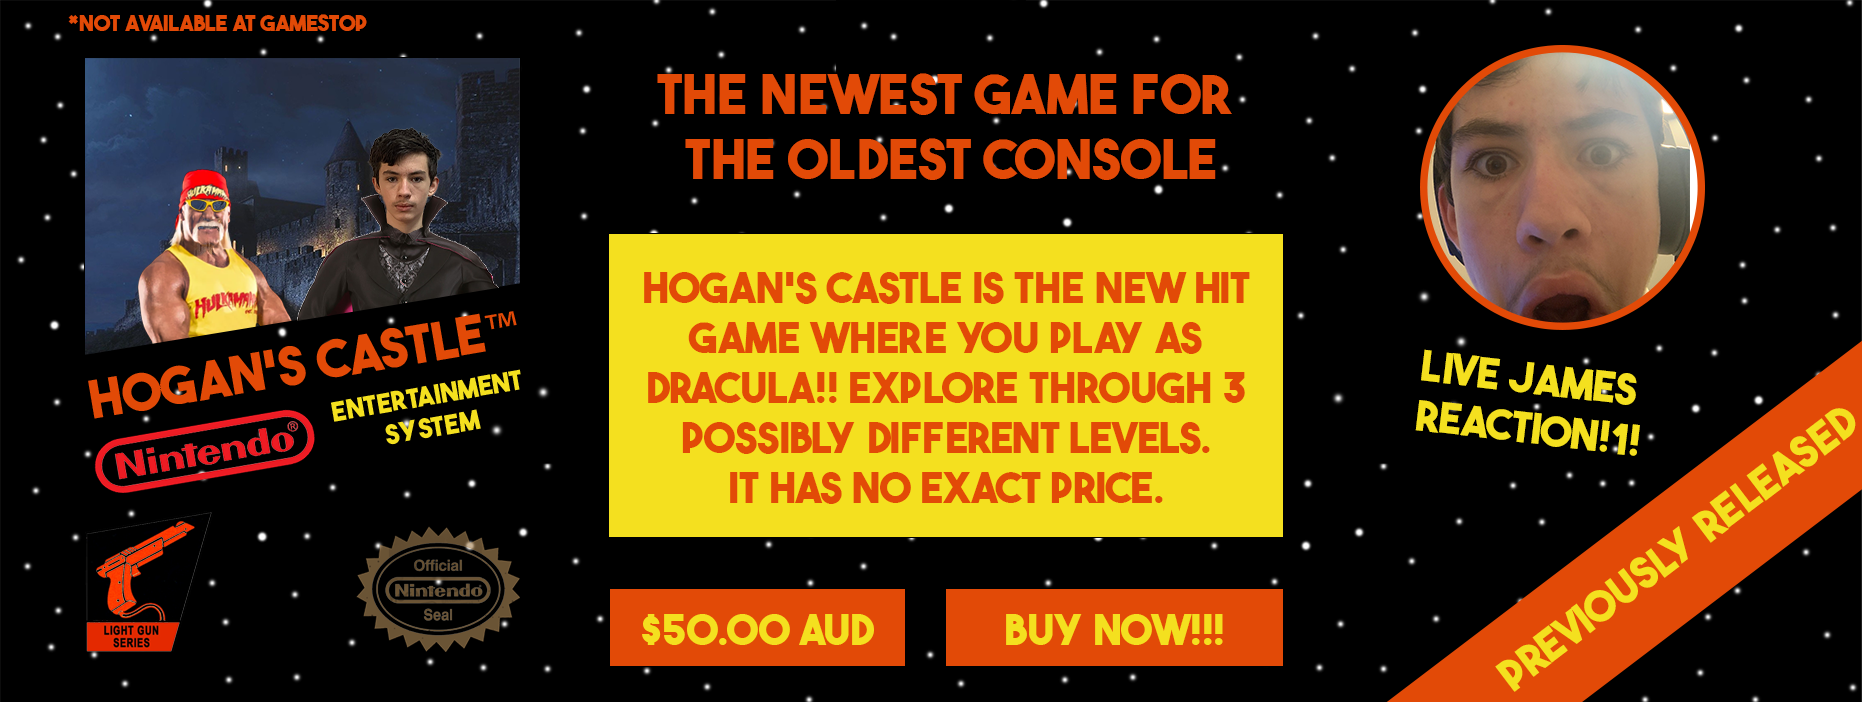 *NOT AVAILABLE AT GAMESTOP
HULKAMANIA
HULKAMANIA
HOGAN'S CASTLE™
ENTERTAINMENT
SYSTEM
Nintendo®
LIGHT GUN
SERIES
Official
Nintendo
Seal
THE NEWEST GAME FOR
THE OLDEST CONSOLE
HOGAN'S CASTLE IS THE NEW HIT
GAME WHERE YOU PLAY AS
DRACULA!! EXPLORE THROUGH 3
POSSIBLY DIFFERENT LEVELS.
IT HAS NO EXACT PRICE.
$50.00 AUD
BUY NOW!!!
LIVE JAMES
REACTION!1!
PREVIOUSLY RELEASED